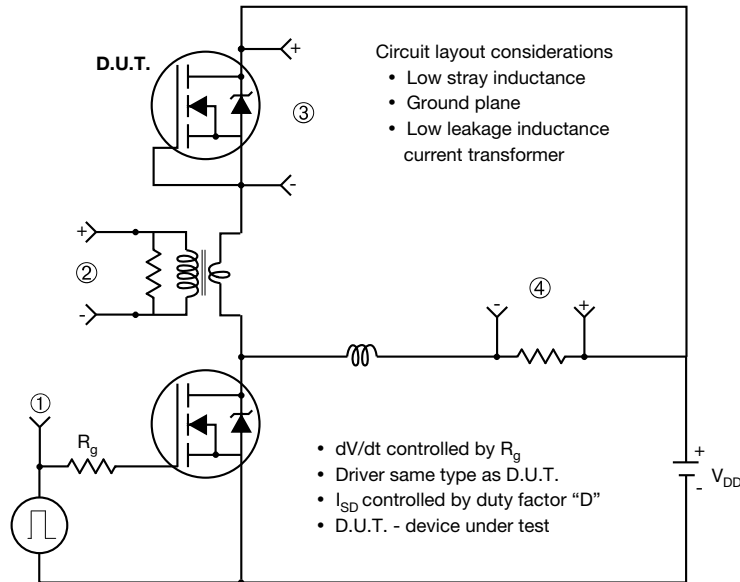 D.U.T.
+
Circuit layout considerations
• Low stray inductance
• Ground plane
• Low leakage inductance
current transformer
③
-
+
②
-
④
-
+
①
R_g
• dV/dt controlled by R_g
• Driver same type as D.U.T.
• I_SD controlled by duty factor “D”
• D.U.T. - device under test
+
V_DD
-